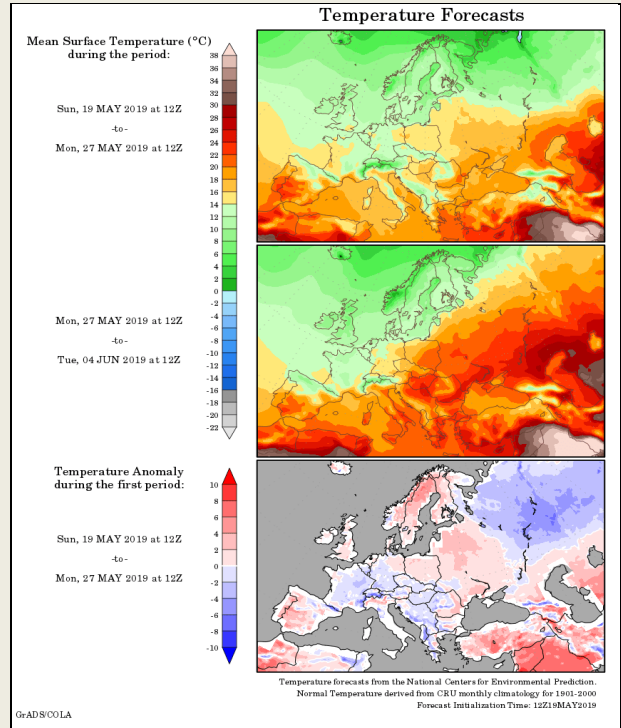 Temperature Forecasts
Mean Surface Temperature (°C)
during the period:
Sun, 19 MAY 2019 at 12Z
-to-
Mon, 27 MAY 2019 at 12Z
Mon, 27 MAY 2019 at 12Z
-to-
Tue, 04 JUN 2019 at 12Z
38
36
34
32
30
28
26
24
22
20
18
16
14
12
10
8
6
4
2
0
-2
-4
-6
-8
-10
-12
-14
-16
-18
-20
-22
Temperature Anomaly
during the first period:
Sun, 19 MAY 2019 at 12Z
-to-
Mon, 27 MAY 2019 at 12Z
10
8
6
4
2
0
-2
-4
-6
-8
-10
Temperature forecasts from the National Centers for Environmental Prediction.
Normal Temperature derived from CRU monthly climatology for 1901-2000
Forecast Initialization Time: 12Z19MAY2019
GrADS/COLA